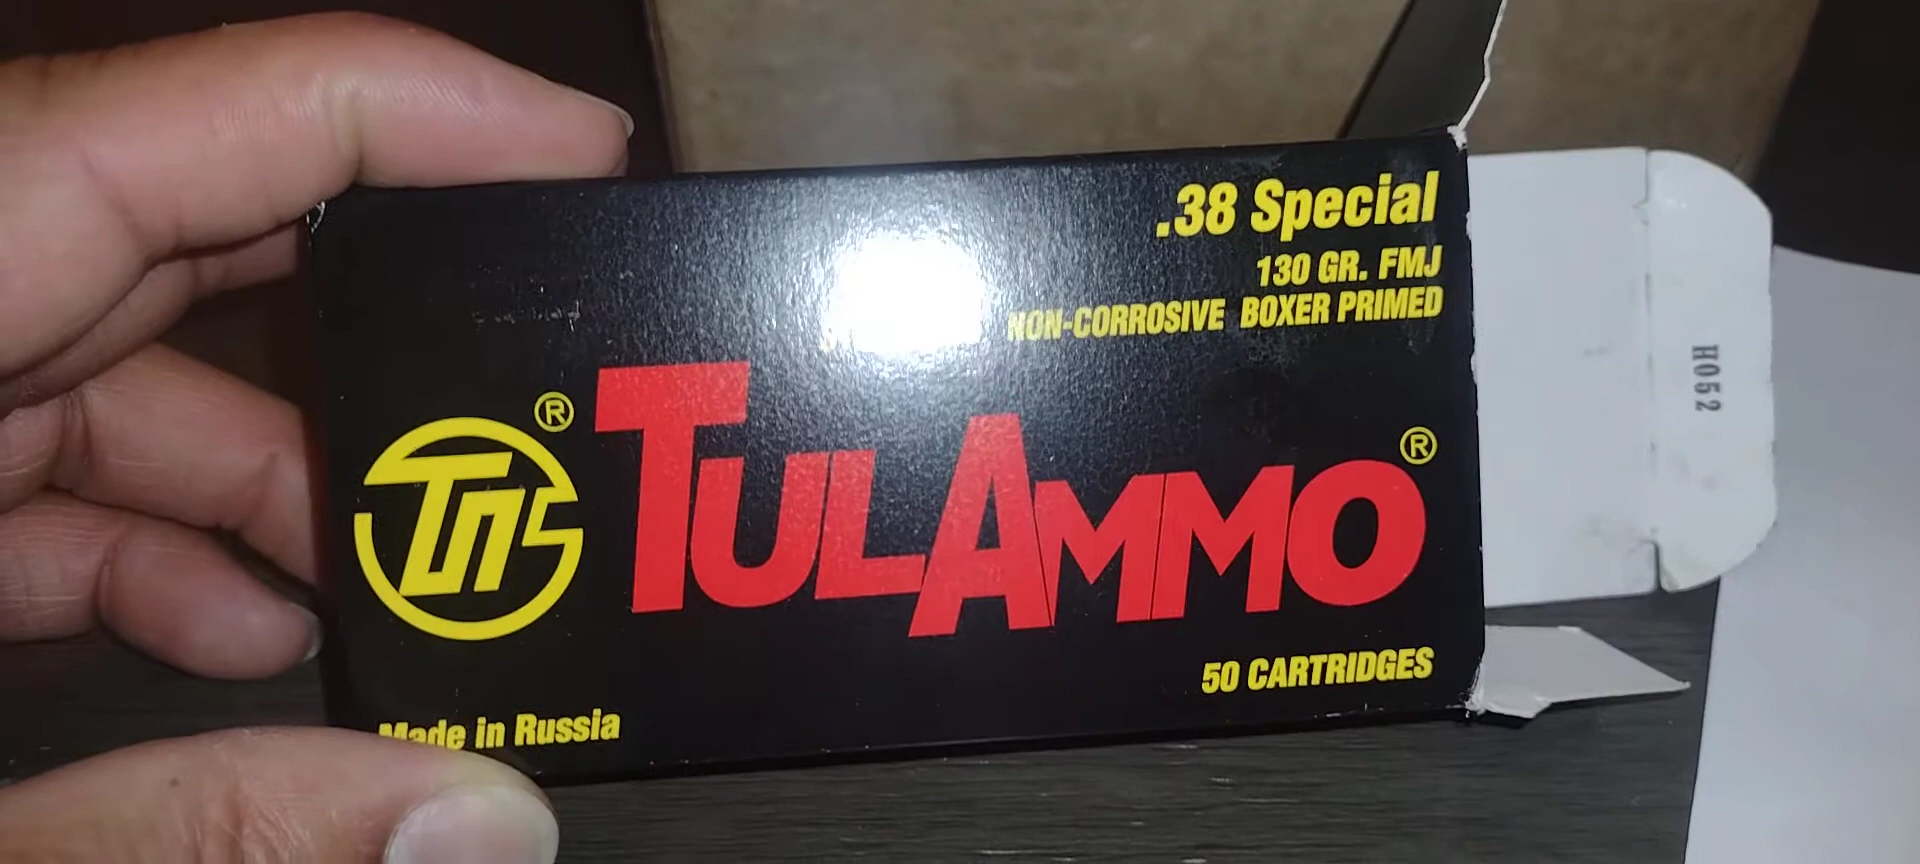 .38 Special
130 GR. FMJ
NON-CORROSIVE BOXER PRIMED
®
TULAMMO®
50 CARTRIDGES
Made in Russia
H052